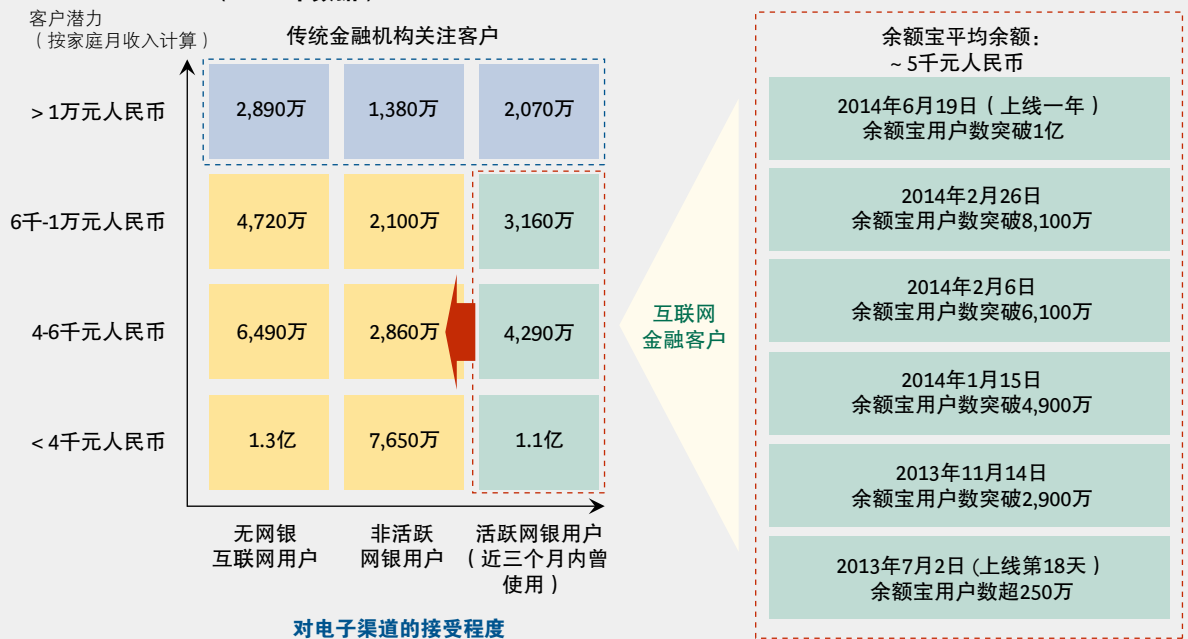 客户潜力
（按家庭月收入计算）
传统金融机构关注客户
> 1万元人民币
2,890万
1,380万
2,070万
6千-1万元人民币
4,720万
2,100万
3,160万
4-6千元人民币
6,490万
2,860万
4,290万
< 4千元人民币
1.3亿
7,650万
1.1亿
无网银
互联网用户
非活跃
网银用户
活跃网银用户
（近三个月内曾
使用）
对电子渠道的接受程度
互联网
金融客户
余额宝平均余额：
~ 5千元人民币
2014年6月19日（上线一年）
余额宝用户数突破1亿
2014年2月26日
余额宝用户数突破8,100万
2014年2月6日
余额宝用户数突破6,100万
2014年1月15日
余额宝用户数突破4,900万
2013年11月14日
余额宝用户数突破2,900万
2013年7月2日 (上线第18天）
余额宝用户数超250万